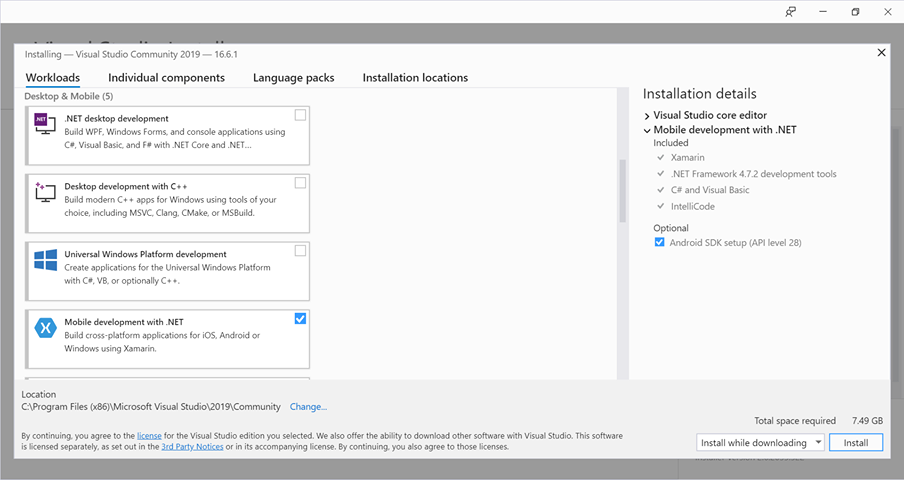 Installing — Visual Studio Community 2019 — 16.6.1
Workloads
Individual components
Language packs
Installation locations
Desktop & Mobile (5)
.NET
.NET desktop development
Build WPF, Windows Forms, and console applications using
C#, Visual Basic, and F# with .NET Core and .NET...
Desktop development with C++
Build modern C++ apps for Windows using tools of your
choice, including MSVC, Clang, CMake, or MSBuild.
Universal Windows Platform development
Create applications for the Universal Windows Platform
with C#, VB, or optionally C++.
Mobile development with .NET
Build cross-platform applications for iOS, Android or
Windows using Xamarin.
Installation details
Visual Studio core editor
Mobile development with .NET
Included
Xamarin
.NET Framework 4.7.2 development tools
C# and Visual Basic
IntelliCode
Optional
Android SDK setup (API level 28)
Location
C:\Program Files (x86)\Microsoft Visual Studio\2019\Community
Change...
By continuing, you agree to the license for the Visual Studio edition you selected. We also offer the ability to download other software with Visual Studio. This software
is licensed separately, as set out in the 3rd Party Notices or in its accompanying license. By continuing, you also agree to those licenses.
Total space required 7.49 GB
Install while downloading
Install